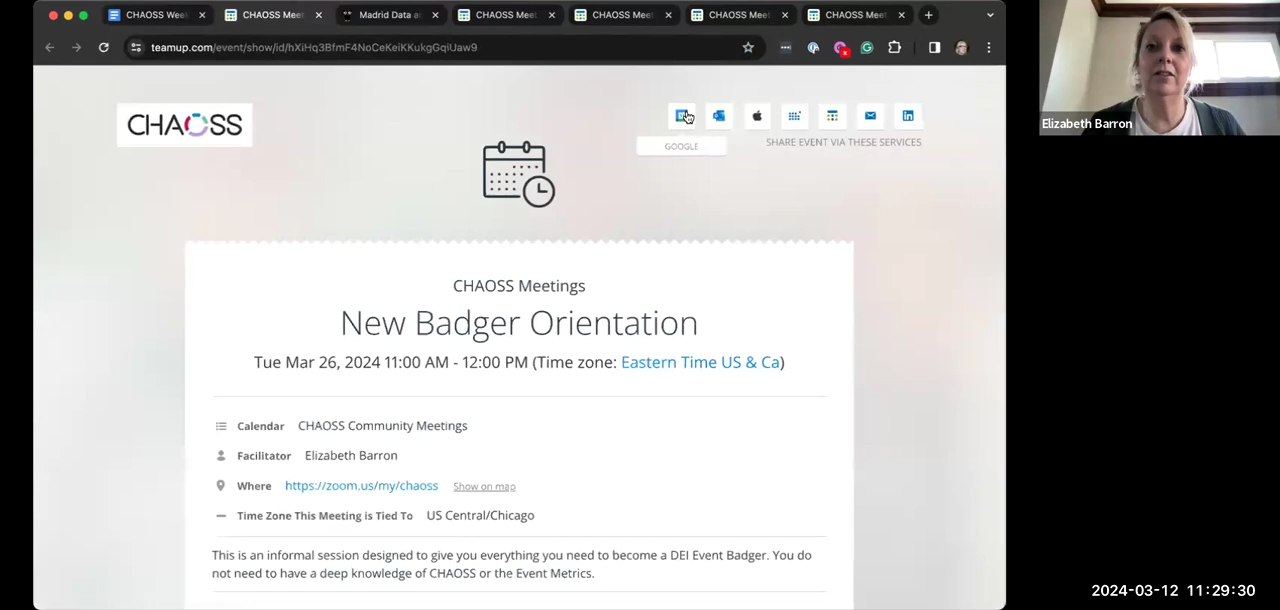 CHAOSS Week
CHAOSS Meet
Madrid Data a
CHAOSS Meet
CHAOSS Meet
CHAOSS Meet
CHAOSS Meet
teamup.com/event/show/id/hXiHq3BfmF4NoCeKeiKKukgGqiUaw9
CHAOSS
GOOGLE
SHARE EVENT VIA THESE SERVICES
Elizabeth Barron
CHAOSS Meetings
New Badger Orientation
Tue Mar 26, 2024 11:00 AM - 12:00 PM (Time zone: Eastern Time US & Ca)
Calendar CHAOSS Community Meetings
Facilitator Elizabeth Barron
Where https://zoom.us/my/chaoss Show on map
Time Zone This Meeting is Tied To US Central/Chicago
This is an informal session designed to give you everything you need to become a DEI Event Badger. You do
not need to have a deep knowledge of CHAOSS or the Event Metrics.
2024-03-12 11:29:30